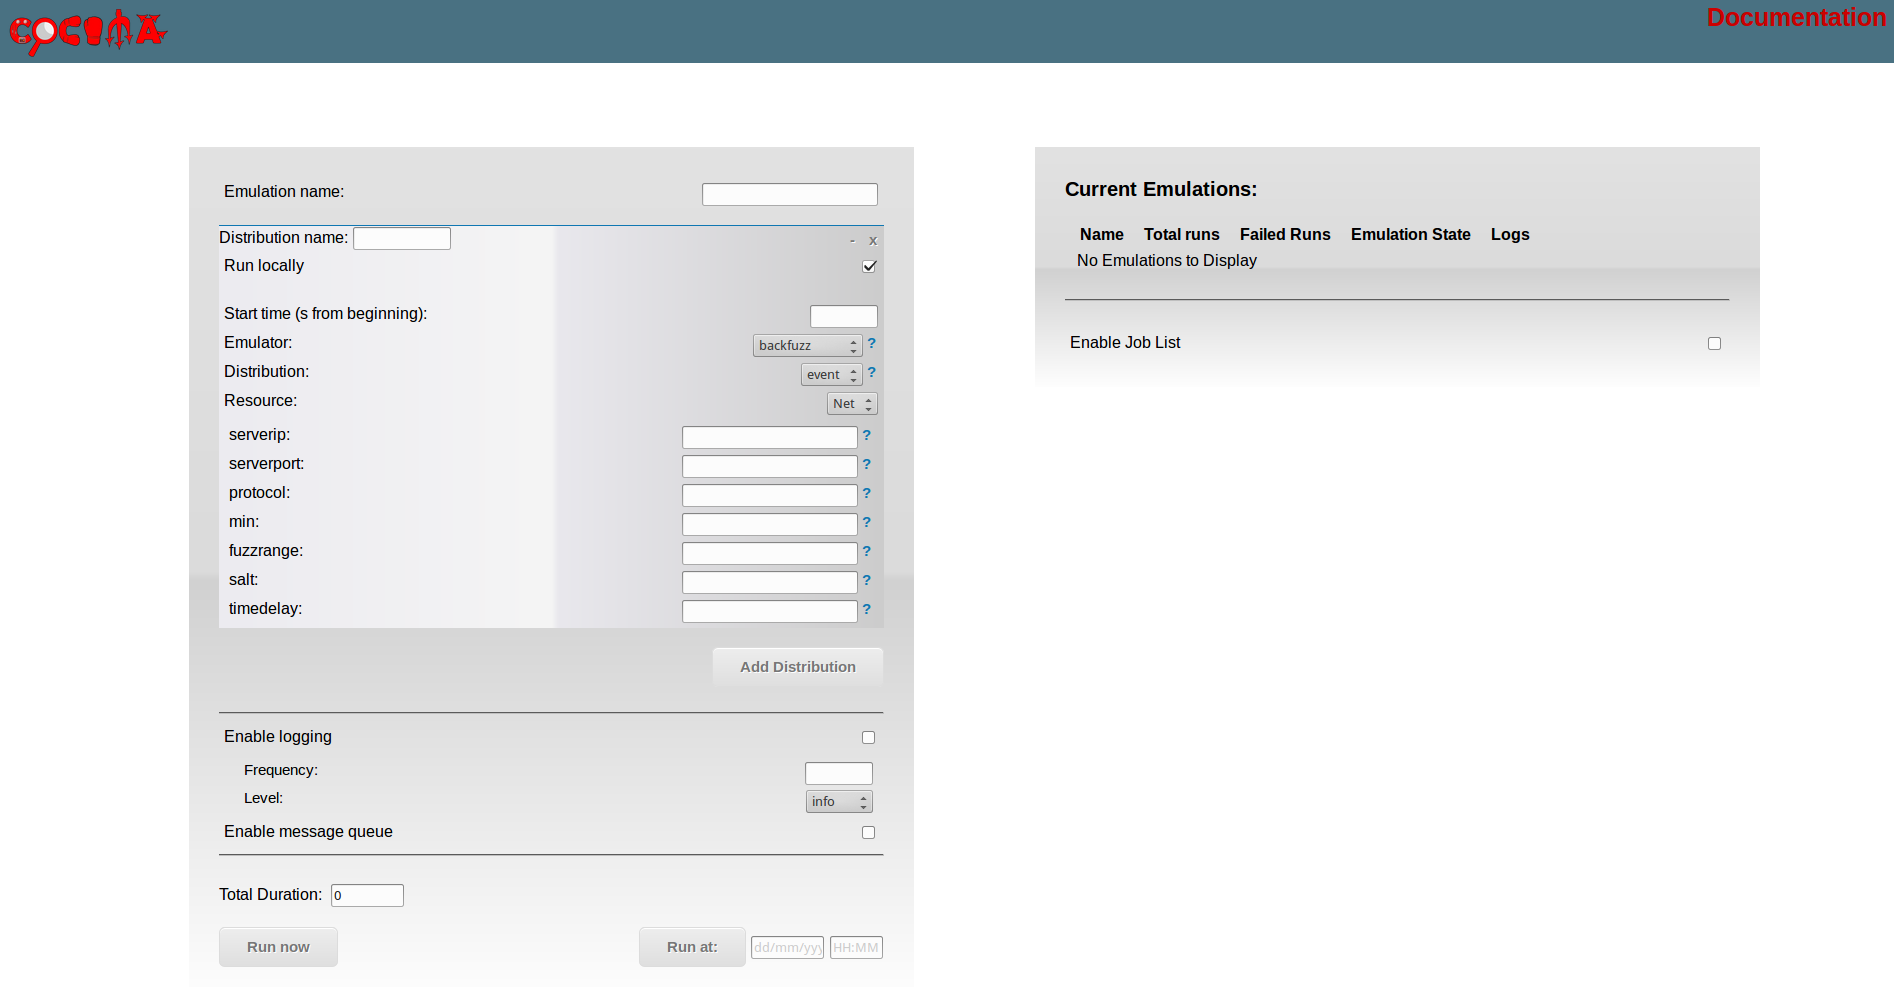 COCOMA
Documentation
Emulation name:
Distribution name:
- x
Run locally
Start time (s from beginning):
Emulator: backfuzz ?
Distribution: event ?
Resource: Net
serverip: ?
serverport: ?
protocol: ?
min: ?
fuzzrange: ?
salt: ?
timedelay: ?
Add Distribution
Enable logging
Frequency:
Level: info
Enable message queue
Total Duration: 0
Run now Run at: dd/mm/yyy HH:MM
Current Emulations:
Name Total runs Failed Runs Emulation State Logs
No Emulations to Display
Enable Job List